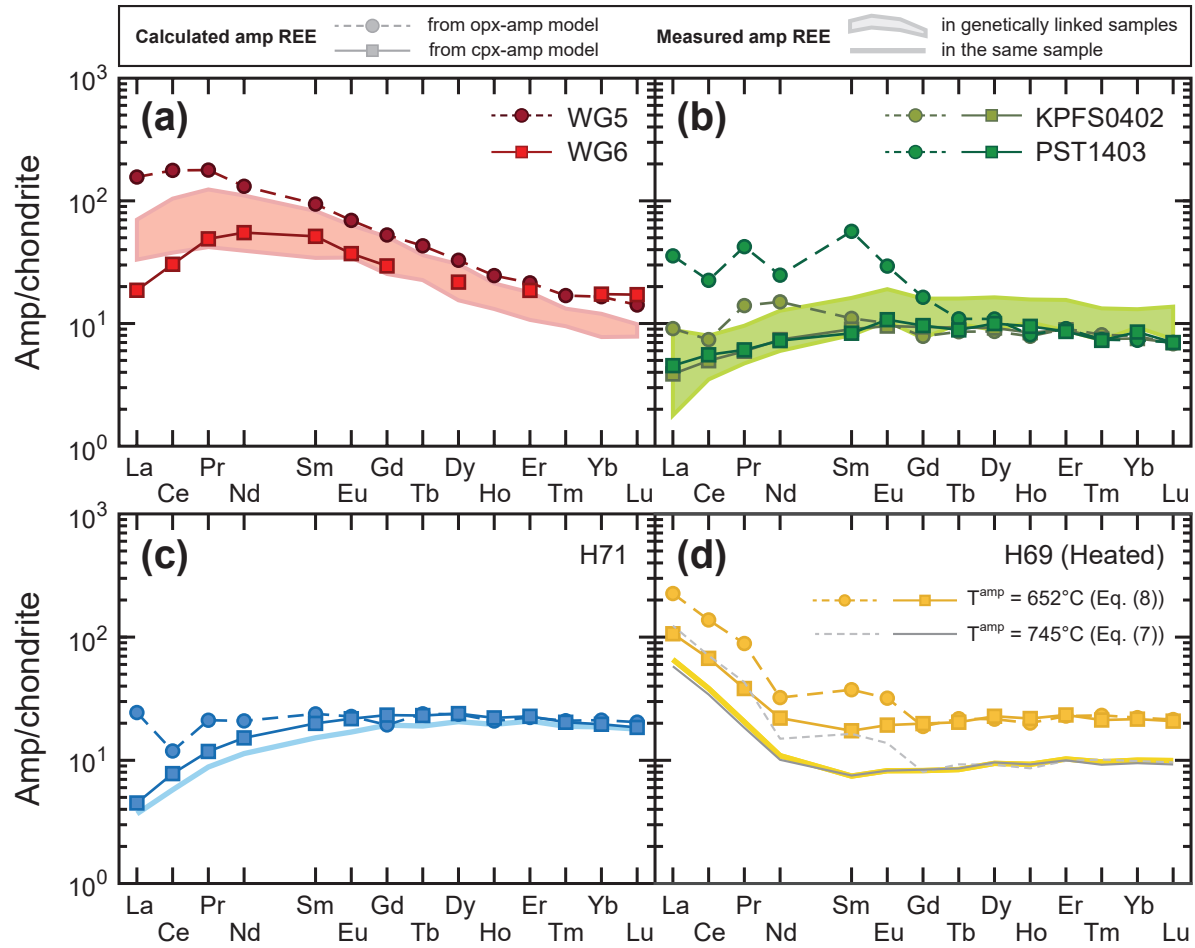 Calculated amp REE
from opx-amp model
from cpx-amp model
Measured amp REE
in genetically linked samples
in the same sample
Amp/chondrite
10³
10²
10¹
10⁰
(a)
WG5
WG6
(b)
KPFS0402
PST1403
La Pr Sm Gd Dy Er Yb
Ce Nd Eu Tb Ho Tm Lu
La Pr Sm Gd Dy Er Yb
Ce Nd Eu Tb Ho Tm Lu
Amp/chondrite
10³
10²
10¹
10⁰
(c)
H71
(d)
H69 (Heated)
Tᵃᵐᵖ = 652°C (Eq. (8))
Tᵃᵐᵖ = 745°C (Eq. (7))
La Pr Sm Gd Dy Er Yb
Ce Nd Eu Tb Ho Tm Lu
La Pr Sm Gd Dy Er Yb
Ce Nd Eu Tb Ho Tm Lu